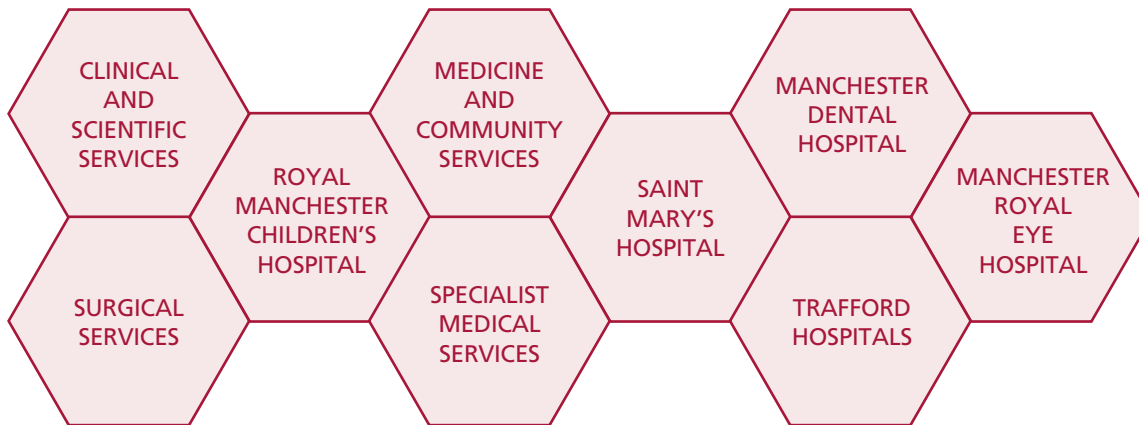 CLINICAL
AND
SCIENTIFIC
SERVICES
SURGICAL
SERVICES
ROYAL
MANCHESTER
CHILDREN'S
HOSPITAL
MEDICINE
AND
COMMUNITY
SERVICES
SPECIALIST
MEDICAL
SERVICES
SAINT
MARY'S
HOSPITAL
MANCHESTER
DENTAL
HOSPITAL
TRAFFORD
HOSPITALS
MANCHESTER
ROYAL
EYE
HOSPITAL